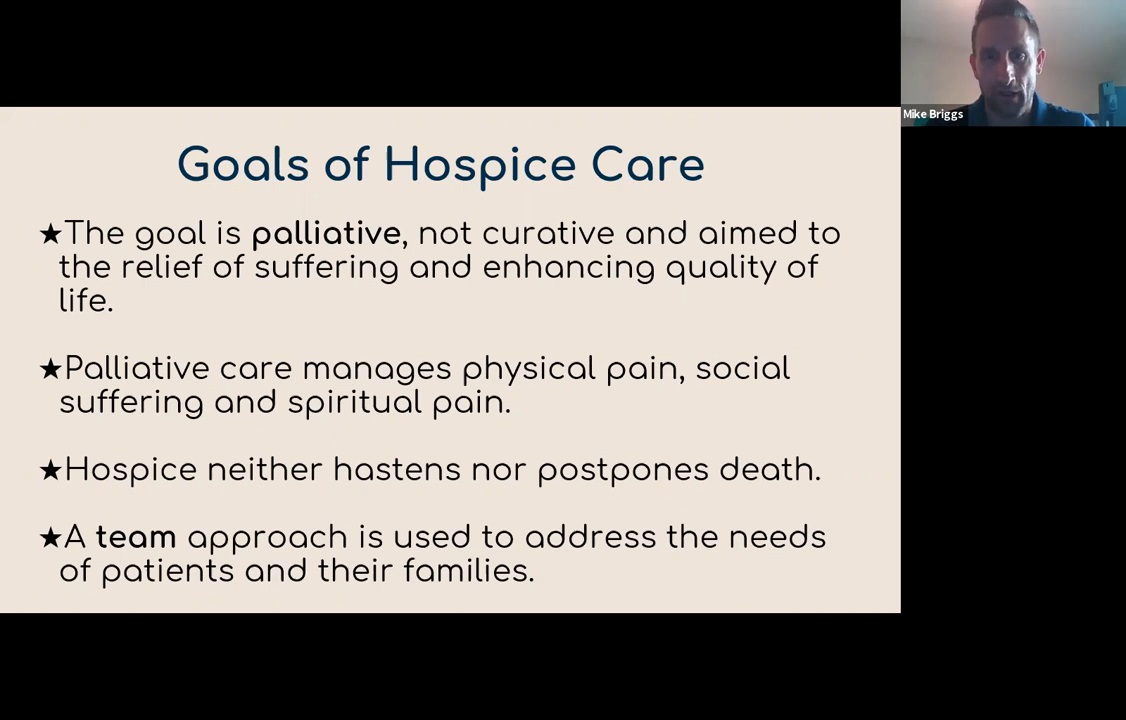 Mike Briggs
Goals of Hospice Care
★The goal is palliative, not curative and aimed to
the relief of suffering and enhancing quality of
life.
★Palliative care manages physical pain, social
suffering and spiritual pain.
★Hospice neither hastens nor postpones death.
★A team approach is used to address the needs
of patients and their families.